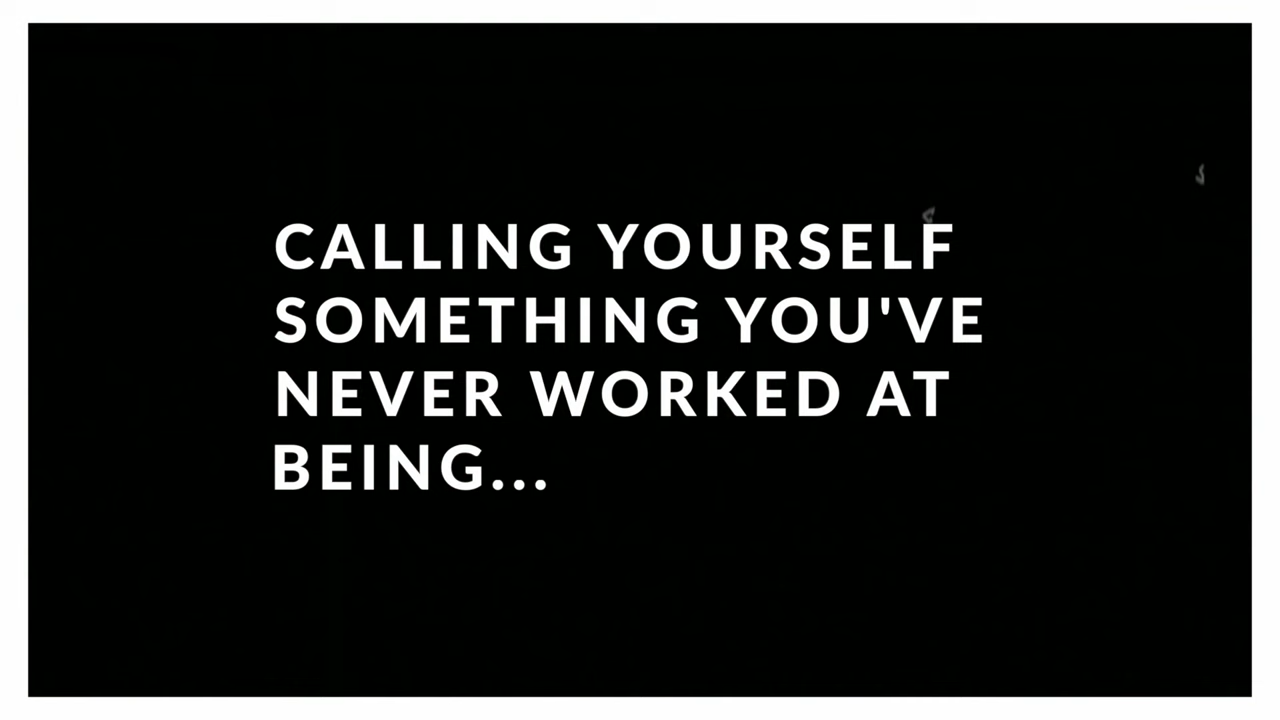 CALLING YOURSELF
SOMETHING YOU'VE
NEVER WORKED AT
BEING...